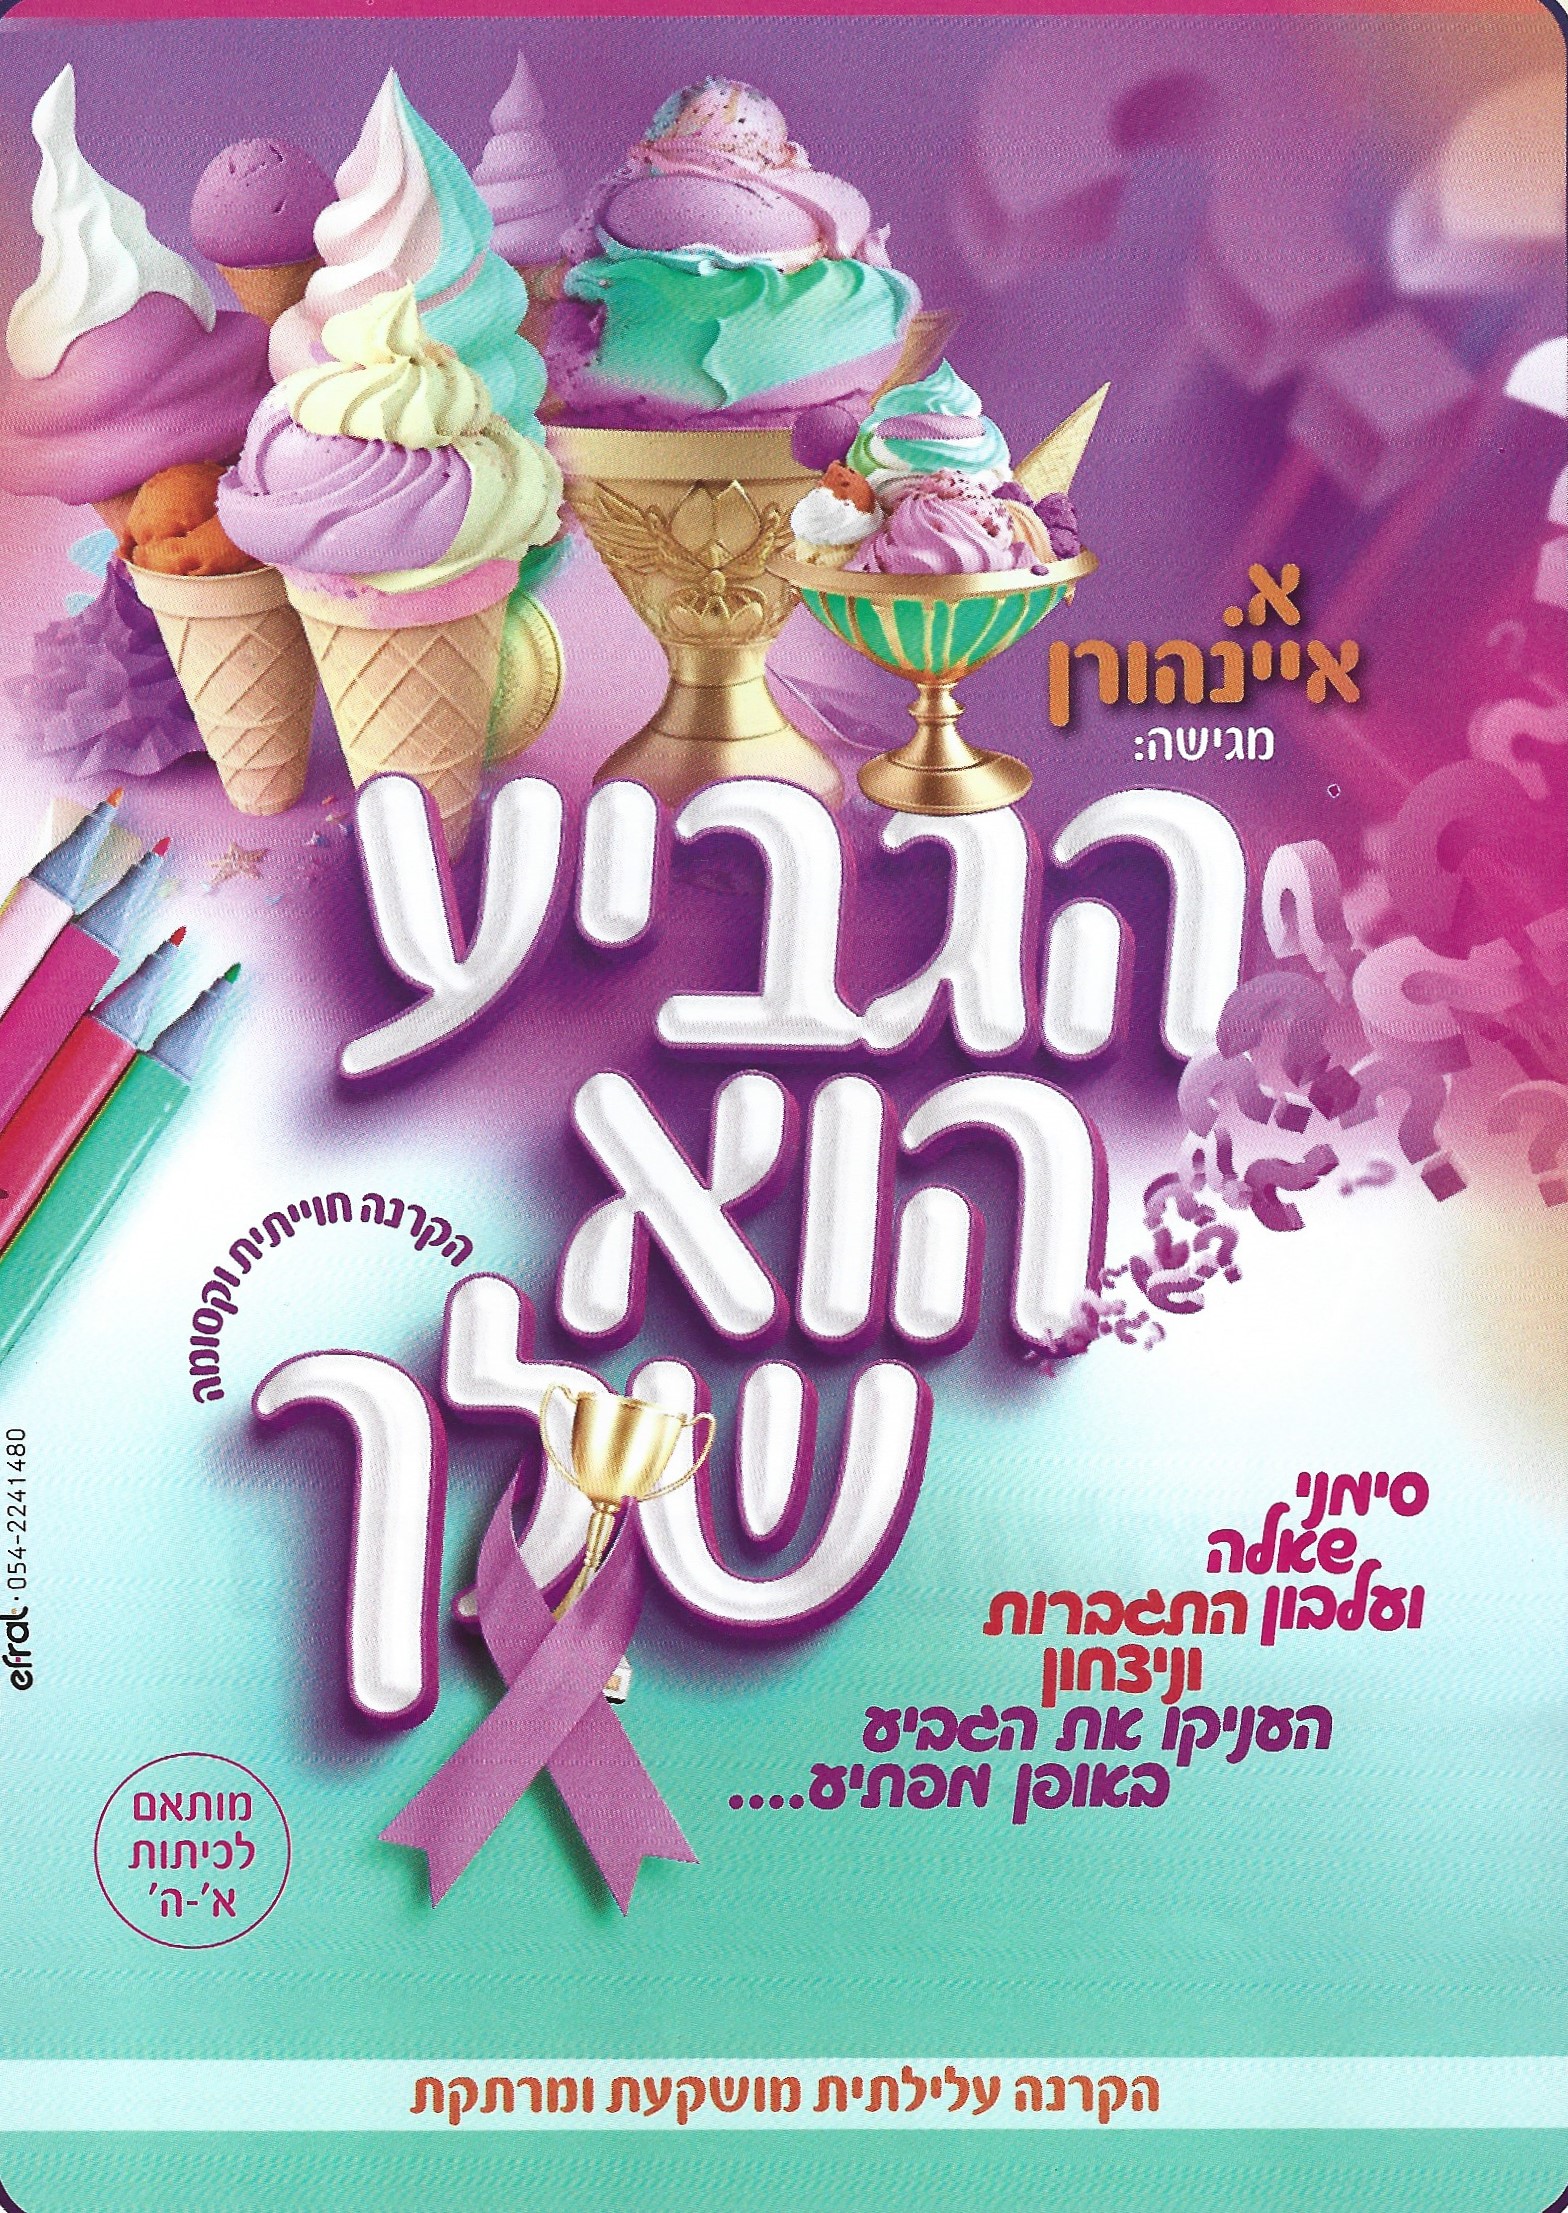 א.
איינהורן
מגישה:
הגביע
הוא
שלך
הקרנה חוייתית וקסומה
סימני
שאלה
ועלבון התגברות
וניצחון
העניקו את הגביע
באופן מפתיע....
מותאם
לכיתות
א'-ה'
הקרנה עלילתית מושקעת ומרתקת
efrat · 054-2241480